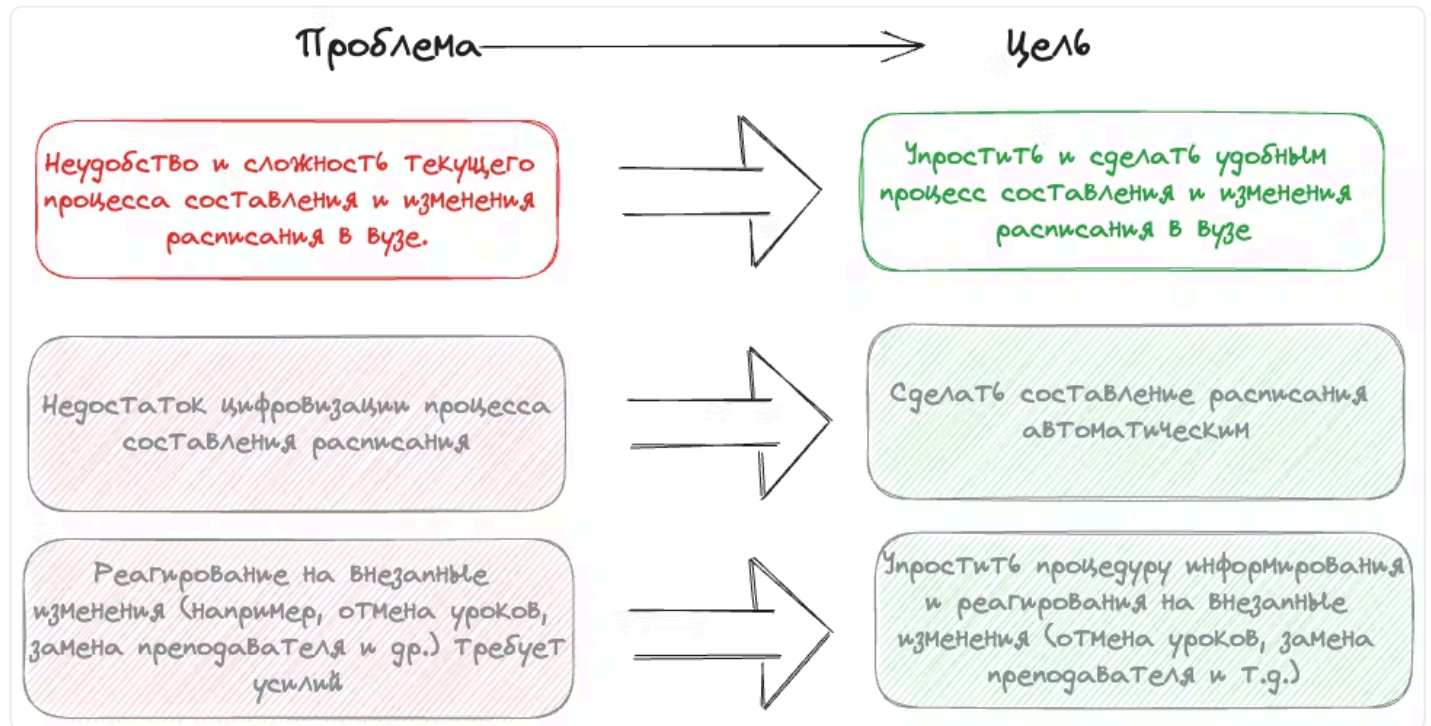 Проблема
Цель
Неудобство и сложность текущего
процесса составления и изменения
расписания в вузе.
Упростить и сделать удобным
процесс составления и изменения
расписания в вузе
Недостаток цифровизации процесса
составления расписания
Сделать составление расписания
автоматическим
Реагирование на внезапные
изменения (например, отмена уроков,
замена преподавателя и др.) требует
усилий
Упростить процедуру информирования
и реагирования на внезапные
изменения (отмена уроков, замена
преподавателя и т.д.)